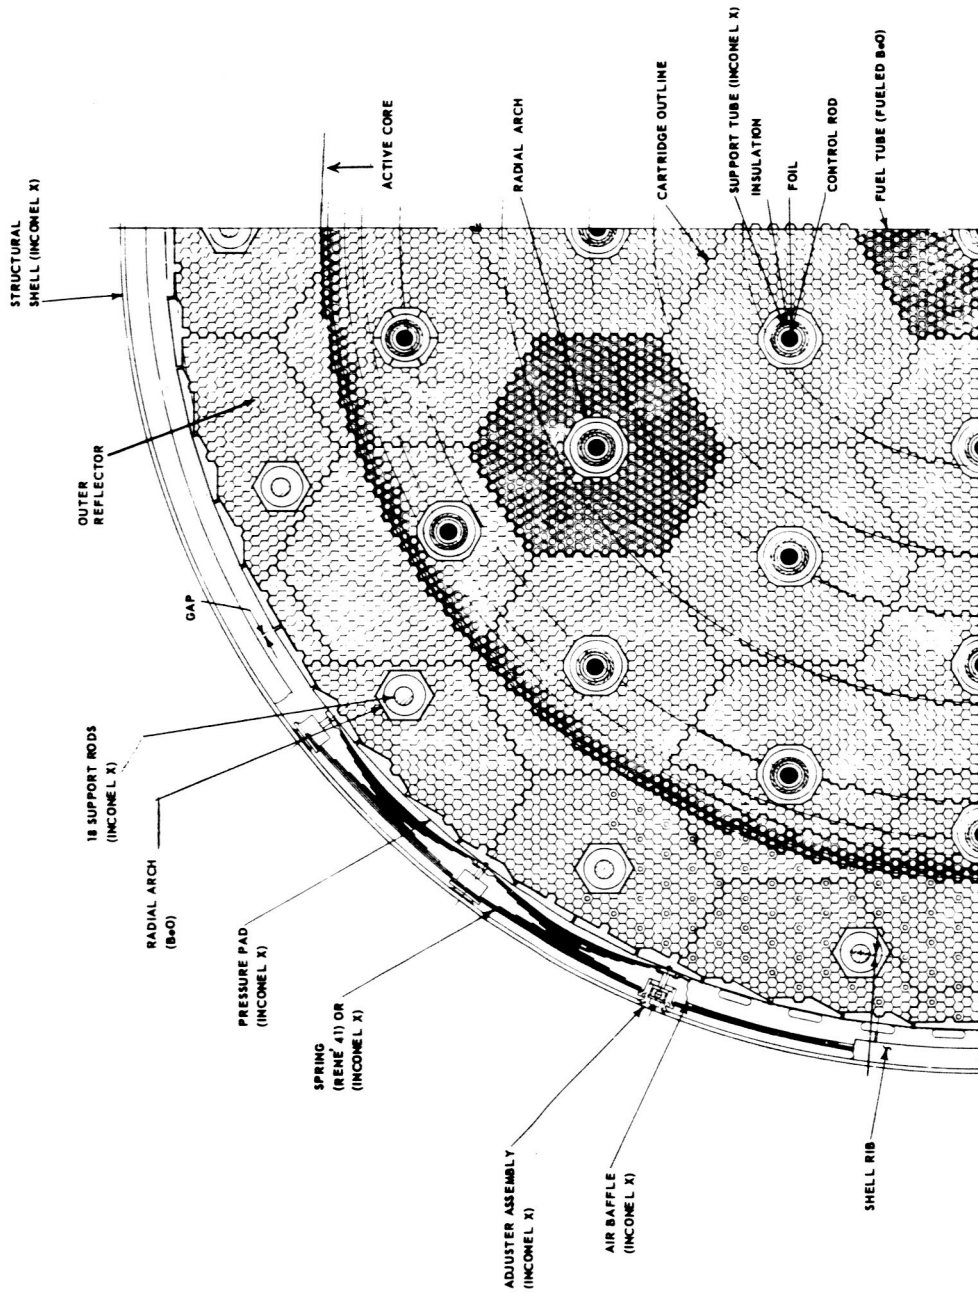 STRUCTURAL
SHELL (INCONEL X)
OUTER
REFLECTOR
GAP
18 SUPPORT RODS
(INCONEL X)
RADIAL ARCH
(BeO)
PRESSURE PAD
(INCONEL X)
SPRING
(RENE' 41) OR
(INCONEL X)
ADJUSTER ASSEMBLY
(INCONEL X)
AIR BAFFLE
(INCONEL X)
SHELL RIB
ACTIVE CORE
RADIAL ARCH
CARTRIDGE OUTLINE
SUPPORT TUBE (INCONEL X)
INSULATION
FOIL
CONTROL ROD
FUEL TUBE (FUELED BeO)